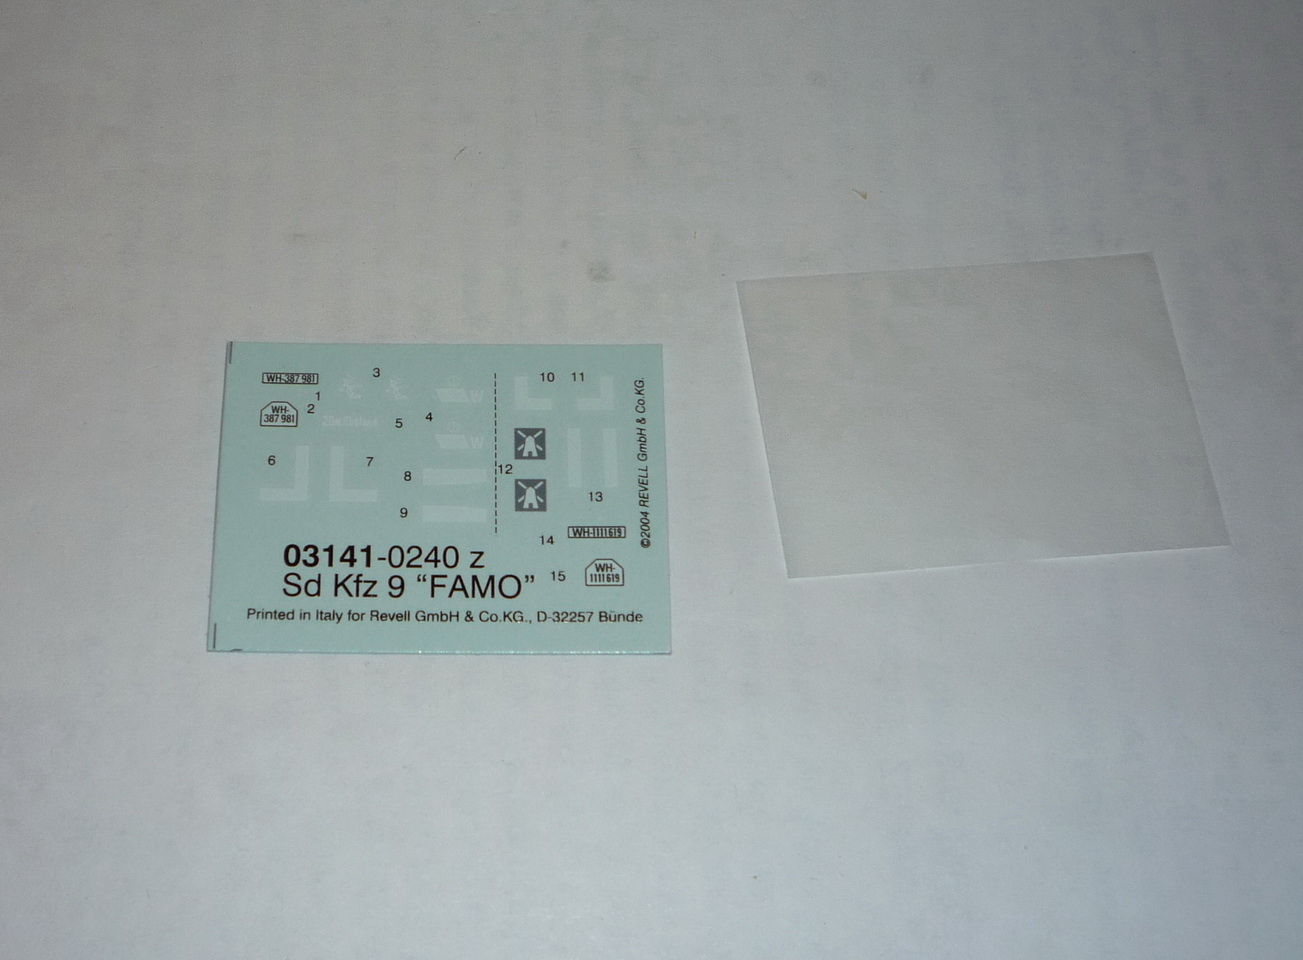 WH-387 981
3
1
WH-
387 981
2
5
4
W
W
6
7
8
9
10
11
12
13
14
WH-1111619
15
WH-
1111619
03141-0240 z
Sd Kfz 9 “FAMO”
Printed in Italy for Revell GmbH & Co.KG., D-32257 Bünde
©2004 REVELL GmbH & Co.KG.